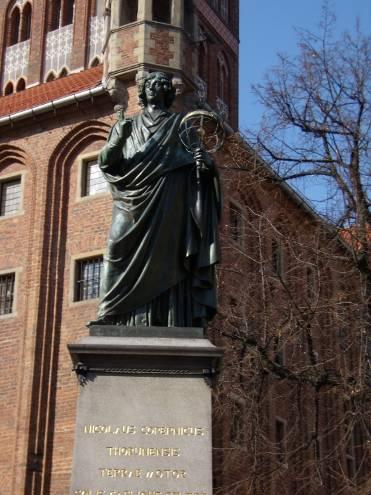 NICOLAUS COPERNICUS
THORUNENSIS
TERRAE MOTOR